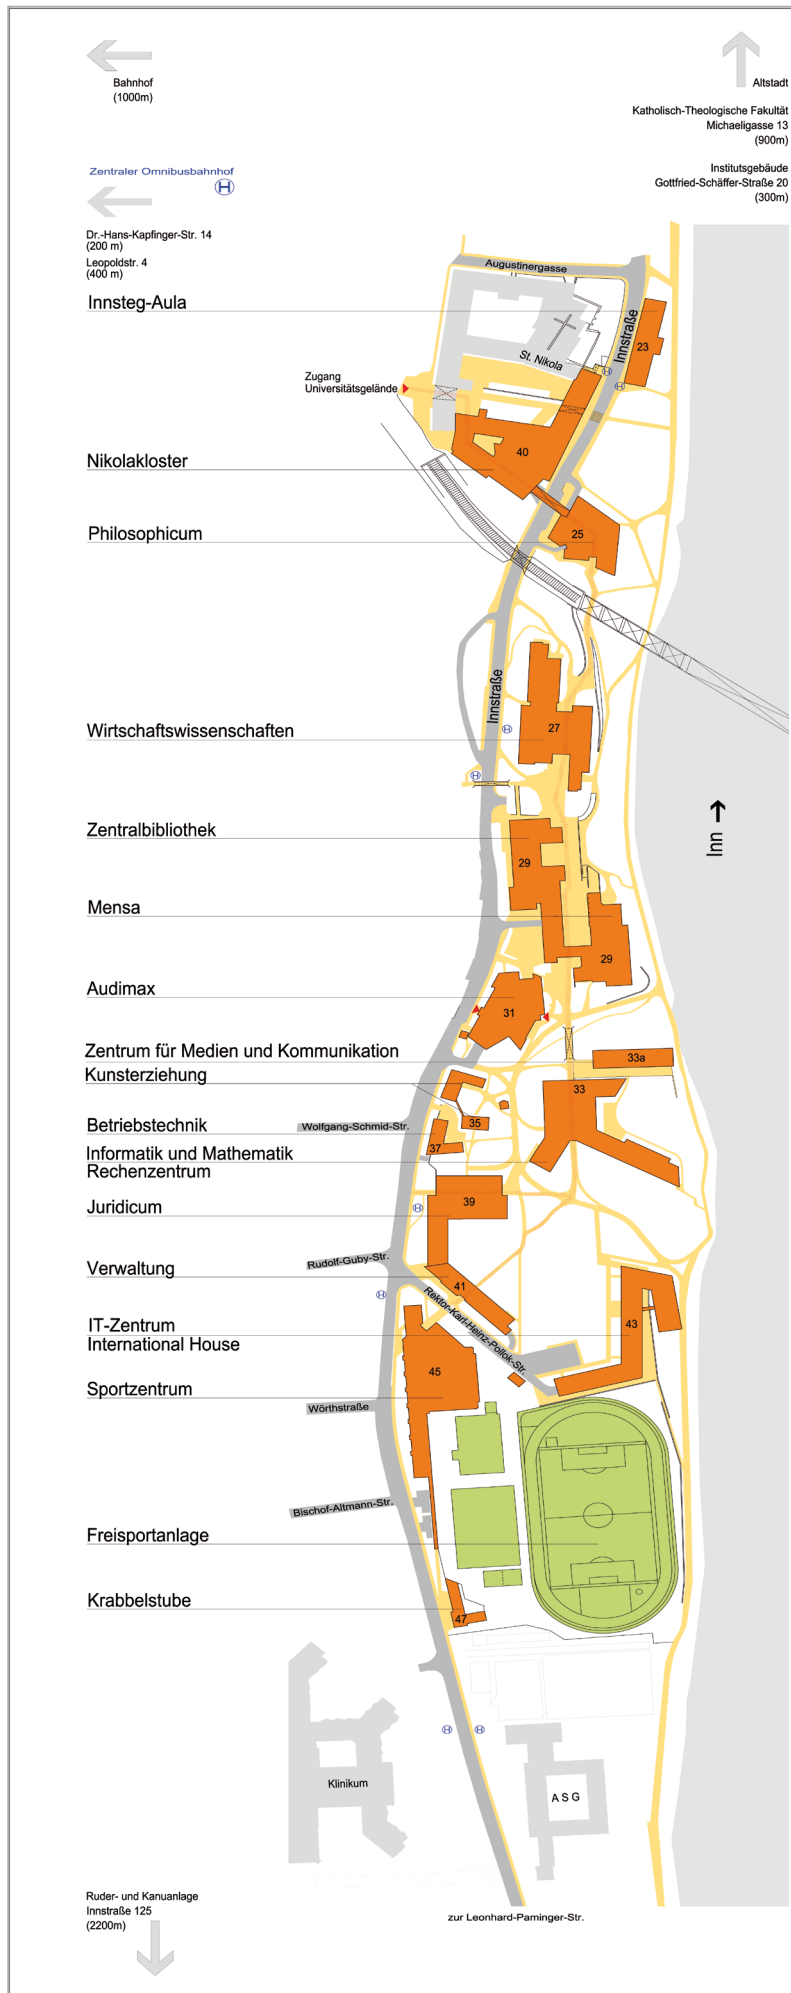 Bahnhof
(1000m)
Altstadt
Katholisch-Theologische Fakultät
Michaeligasse 13
(900m)
Institutsgebäude
Gottfried-Schäffer-Straße 20
(300m)
Zentraler Omnibusbahnhof
H
Dr.-Hans-Kapfinger-Str. 14
(200 m)
Leopoldstr. 4
(400 m)
Augustinergasse
Innsteg-Aula
Innstraße
23
St. Nikola
H
H
Zugang
Universitätsgelände
40
Nikolakloster
Philosophicum
25
Innstraße
Wirtschaftswissenschaften
27
H
H
Zentralbibliothek
29
Inn
Mensa
29
Audimax
31
Zentrum für Medien und Kommunikation
33a
Kunsterziehung
33
35
Betriebstechnik
Wolfgang-Schmid-Str.
37
Informatik und Mathematik
Rechenzentrum
Juridicum
39
H
Rudolf-Guby-Str.
Verwaltung
41
H
Rektor-Karl-Heinz-Pollok-Str.
IT-Zentrum
International House
43
45
Sportzentrum
Wörthstraße
Bischof-Altmann-Str.
Freisportanlage
Krabbelstube
47
H
H
Klinikum
A S G
Ruder- und Kanuanlage
Innstraße 125
(2200m)
zur Leonhard-Paminger-Str.